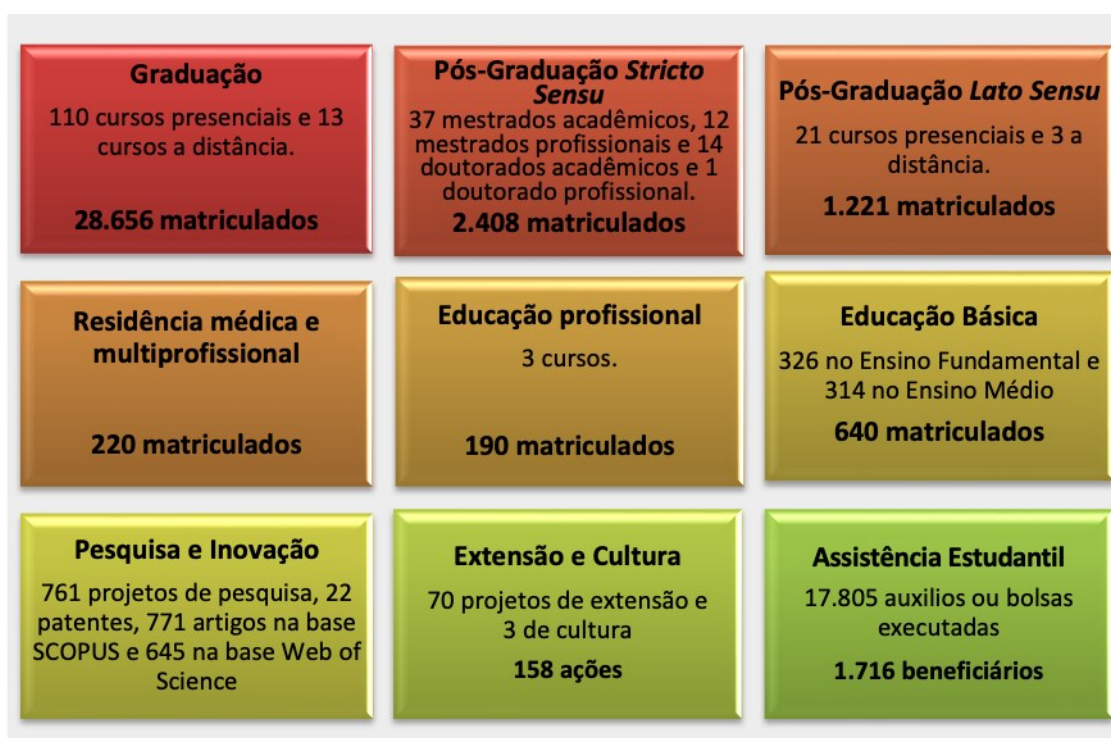 Graduação
110 cursos presenciais e 13
cursos a distância.
28.656 matriculados
Pós-Graduação Stricto
Sensu
37 mestrados acadêmicos, 12
mestrados profissionais e 14
doutorados acadêmicos e 1
doutorado profissional.
2.408 matriculados
Pós-Graduação Lato Sensu
21 cursos presenciais e 3 a
distância.
1.221 matriculados
Residência médica e
multiprofissional
220 matriculados
Educação profissional
3 cursos.
190 matriculados
Educação Básica
326 no Ensino Fundamental e
314 no Ensino Médio
640 matriculados
Pesquisa e Inovação
761 projetos de pesquisa, 22
patentes, 771 artigos na base
SCOPUS e 645 na base Web of
Science
Extensão e Cultura
70 projetos de extensão e
3 de cultura
158 ações
Assistência Estudantil
17.805 auxilios ou bolsas
executadas
1.716 beneficiários